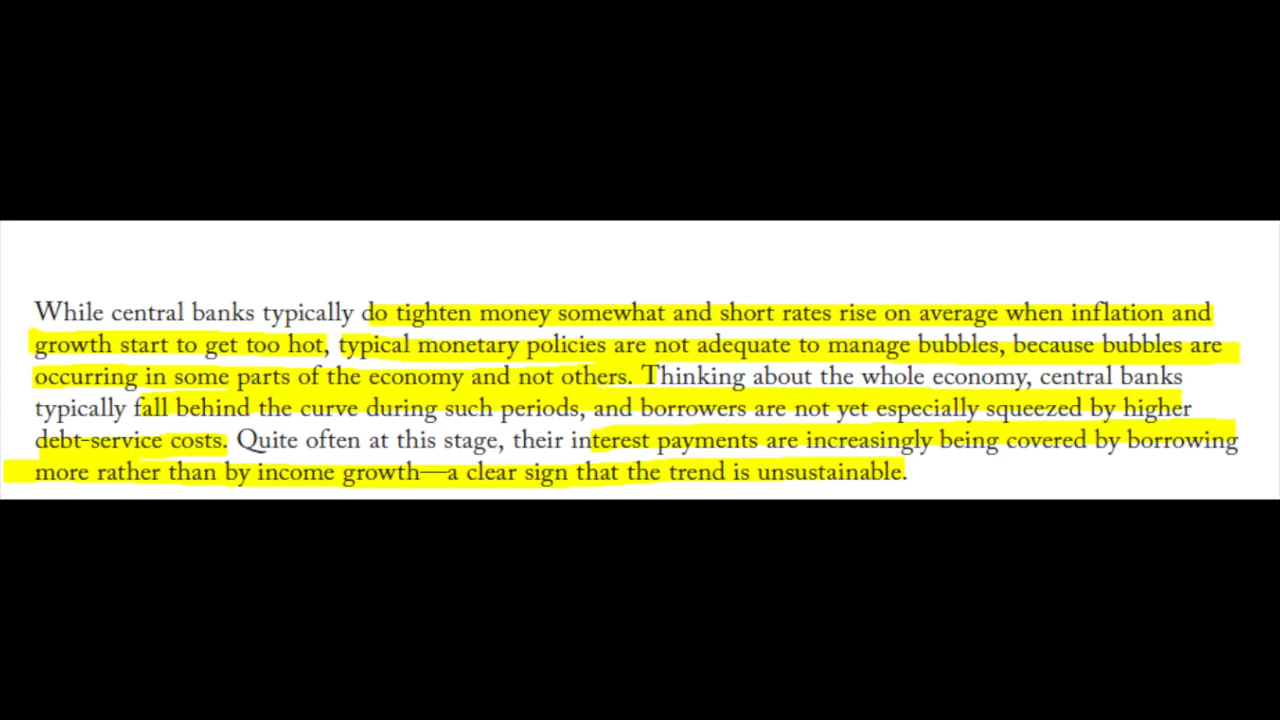 While central banks typically do tighten money somewhat and short rates rise on average when inflation and
growth start to get too hot, typical monetary policies are not adequate to manage bubbles, because bubbles are
occurring in some parts of the economy and not others. Thinking about the whole economy, central banks
typically fall behind the curve during such periods, and borrowers are not yet especially squeezed by higher
debt-service costs. Quite often at this stage, their interest payments are increasingly being covered by borrowing
more rather than by income growth—a clear sign that the trend is unsustainable.